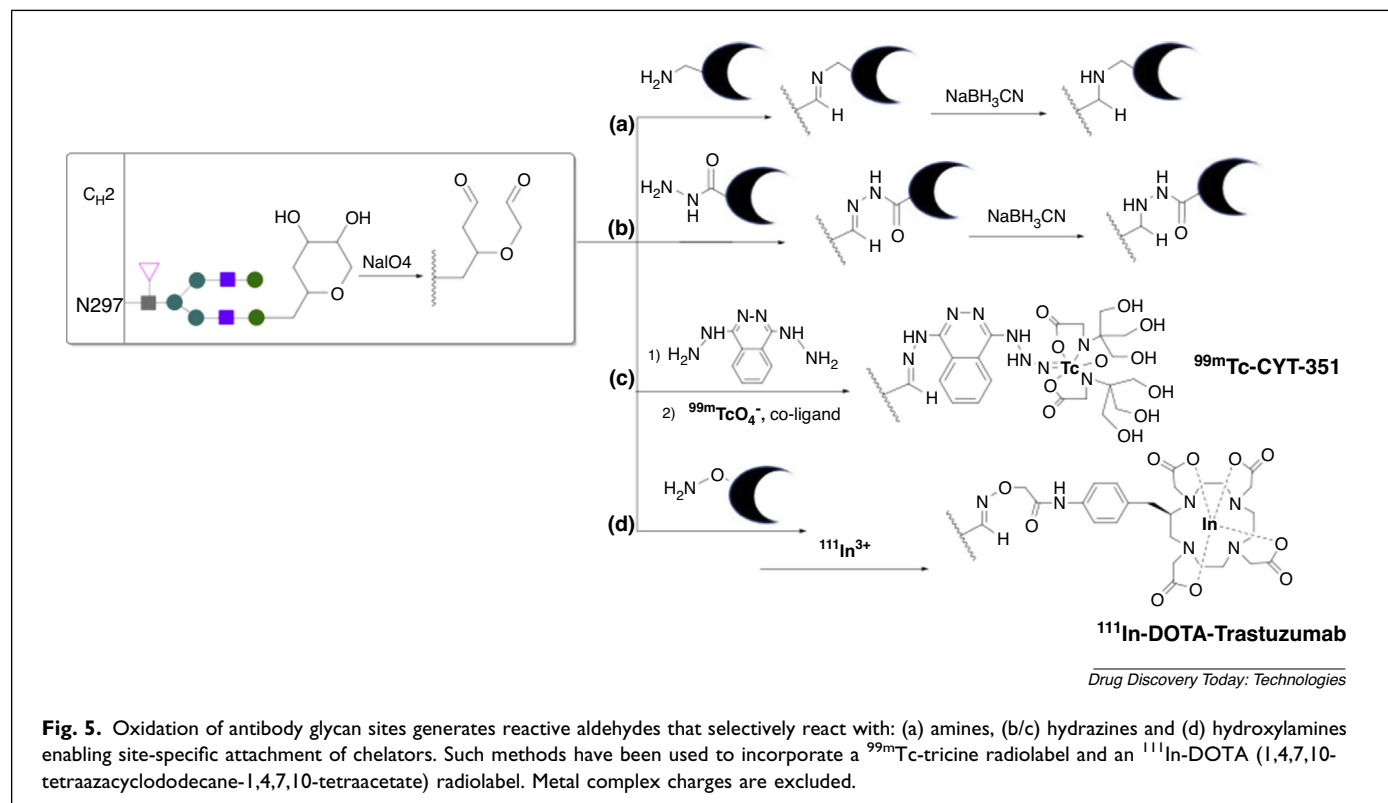 C_H2
N297
HO
OH
O
NaIO4
O
O
O
(a)
H₂N
N
H
NaBH₃CN
HN
H
(b)
H₂N
N
H
O
N
H
N
H
O
NaBH₃CN
HN
H
N
H
O
(c)
1)
H₂N
NH
N–N
NH
NH₂
2) ⁹⁹ᵐTcO₄⁻, co-ligand
NH
N
H
N–N
NH
HN
N
Tc
O
O
N
OH
OH
OH
O
O
O
N
OH
OH
OH
⁹⁹ᵐTc-CYT-351
(d)
H₂N
O
¹¹¹In³⁺
N
O
H
O
H
N
O
O
O
O
N
N
In
N
N
O
O
O
O
¹¹¹In-DOTA-Trastuzumab
Drug Discovery Today: Technologies
Fig. 5. Oxidation of antibody glycan sites generates reactive aldehydes that selectively react with: (a) amines, (b/c) hydrazines and (d) hydroxylamines
enabling site-specific attachment of chelators. Such methods have been used to incorporate a ⁹⁹ᵐTc-tricine radiolabel and an ¹¹¹In-DOTA (1,4,7,10-
tetraazacyclododecane-1,4,7,10-tetraacetate) radiolabel. Metal complex charges are excluded.